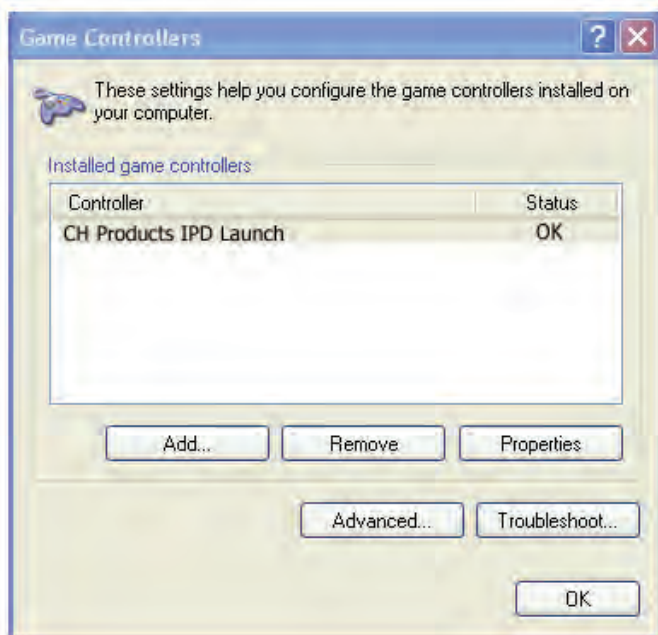 Game Controllers
?
These settings help you configure the game controllers installed on
your computer.
Installed game controllers
Controller Status
CH Products IPD Launch OK
Add... Remove Properties
Advanced... Troubleshoot...
OK